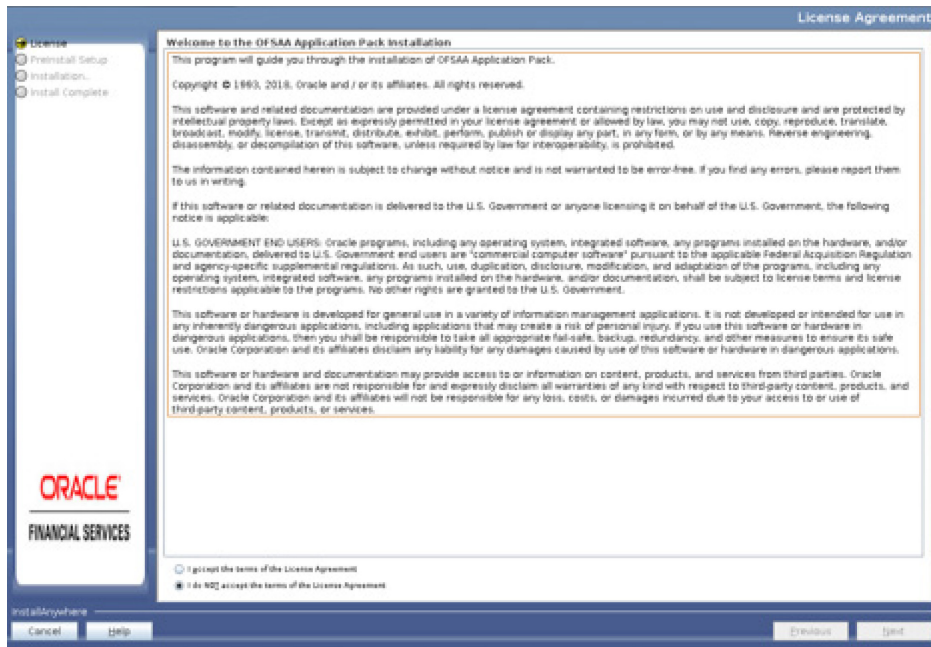 License Agreement
License
Preinstall Setup
Installation..
Install Complete
Welcome to the OFSAA Application Pack Installation
This program will guide you through the installation of OFSAA Application Pack.
Copyright © 1993, 2018, Oracle and / or its affiliates. All rights reserved.
This software and related documentation are provided under a license agreement containing restrictions on use and disclosure and are protected by
intellectual property laws. Except as expressly permitted in your license agreement or allowed by law, you may not use, copy, reproduce, translate,
broadcast, modify, license, transmit, distribute, exhibit, perform, publish or display any part, in any form, or by any means. Reverse engineering,
disassembly, or decompilation of this software, unless required by law for interoperability, is prohibited.
The information contained herein is subject to change without notice and is not warranted to be error-free. If you find any errors, please report them
to us in writing.
If this software or related documentation is delivered to the U.S. Government or anyone licensing it on behalf of the U.S. Government, the following
notice is applicable:
U.S. GOVERNMENT END USERS: Oracle programs, including any operating system, integrated software, any programs installed on the hardware, and/or
documentation, delivered to U.S. Government end users are "commercial computer software" pursuant to the applicable Federal Acquisition Regulation
and agency-specific supplemental regulations. As such, use, duplication, disclosure, modification, and adaptation of the programs, including any
operating system, integrated software, any programs installed on the hardware, and/or documentation, shall be subject to license terms and license
restrictions applicable to the programs. No other rights are granted to the U.S. Government.
This software or hardware is developed for general use in a variety of information management applications. It is not developed or intended for use in
any inherently dangerous applications, including applications that may create a risk of personal injury. If you use this software or hardware in
dangerous applications, then you shall be responsible to take all appropriate fail-safe, backup, redundancy, and other measures to ensure its safe
use. Oracle Corporation and its affiliates disclaim any liability for any damages caused by use of this software or hardware in dangerous applications.
This software or hardware and documentation may provide access to or information on content, products, and services from third parties. Oracle
Corporation and its affiliates are not responsible for and expressly disclaim all warranties of any kind with respect to third-party content, products, and
services. Oracle Corporation and its affiliates will not be responsible for any loss, costs, or damages incurred due to your access to or use of
third-party content, products, or services.
ORACLE
FINANCIAL SERVICES
I accept the terms of the License Agreement
I do NOT accept the terms of the License Agreement
InstallAnywhere
Cancel
Help
Previous
Next